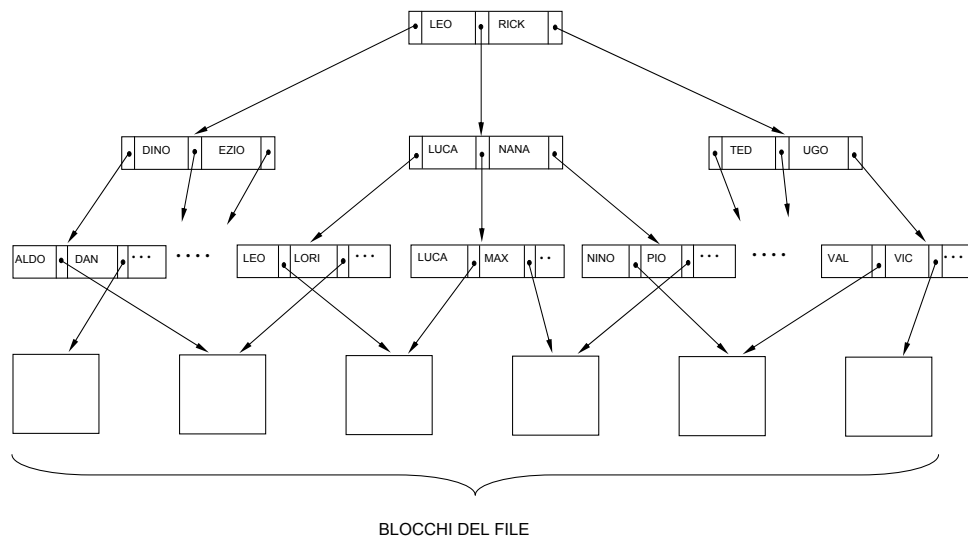 LEO RICK
DINO EZIO LUCA NANA TED UGO
ALDO DAN ... .... LEO LORI ... LUCA MAX .. NINO PIO ... .... VAL VIC ...
BLOCCHI DEL FILE